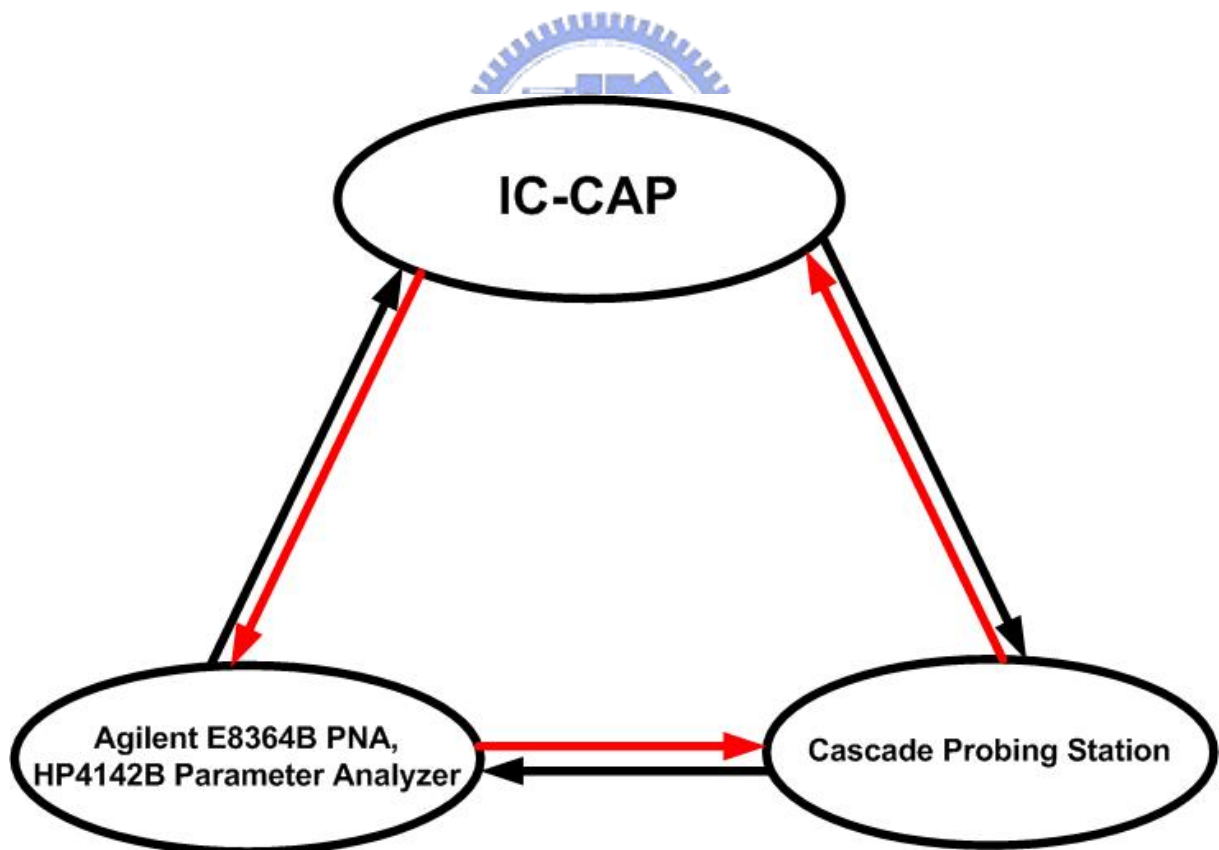 IC-CAP
Agilent E8364B PNA,
HP4142B Parameter Analyzer
Cascade Probing Station